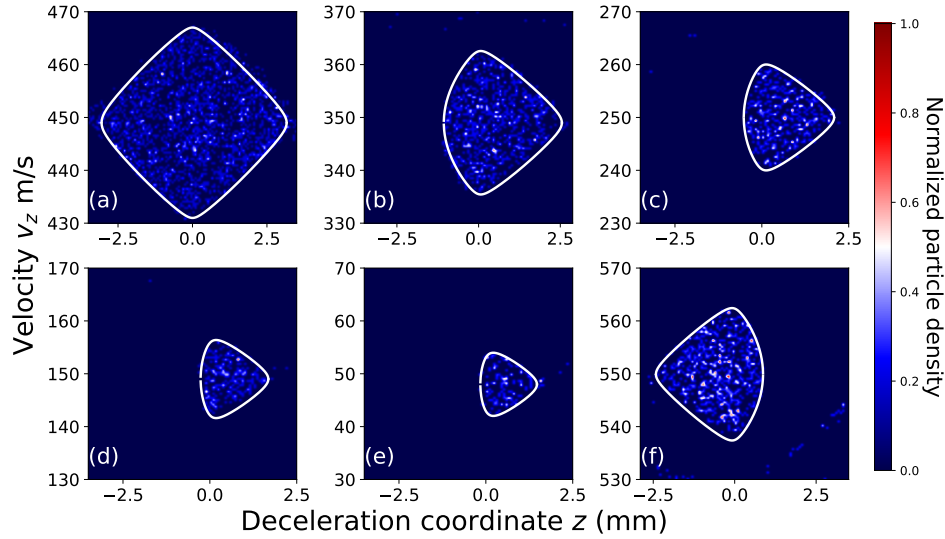 470
460
450
440
430
(a)
−2.5 0.0 2.5
370
360
350
340
330
(b)
−2.5 0.0 2.5
270
260
250
240
230
(c)
−2.5 0.0 2.5
170
160
150
140
130
(d)
−2.5 0.0 2.5
70
60
50
40
30
(e)
−2.5 0.0 2.5
570
560
550
540
530
(f)
−2.5 0.0 2.5
Velocity v_z m/s
Deceleration coordinate z (mm)
1.0
0.8
0.6
0.4
0.2
0.0
Normalized particle density